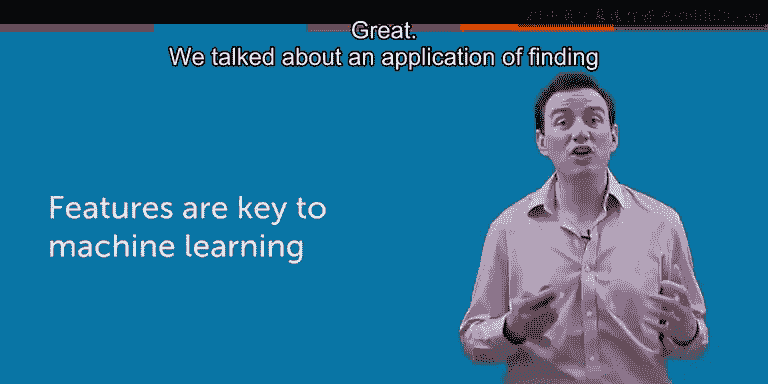 Great.
We talked about an application of finding
Features are key to
machine learning